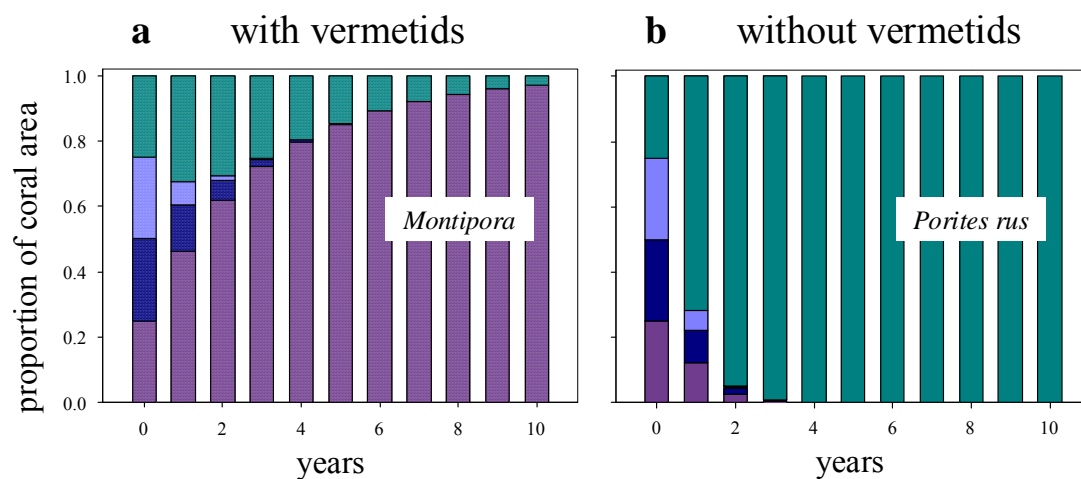 a with vermetids
b without vermetids
proportion of coral area
1.0
0.8
0.6
0.4
0.2
0.0
Montipora
Porites rus
0 2 4 6 8 10
0 2 4 6 8 10
years
years